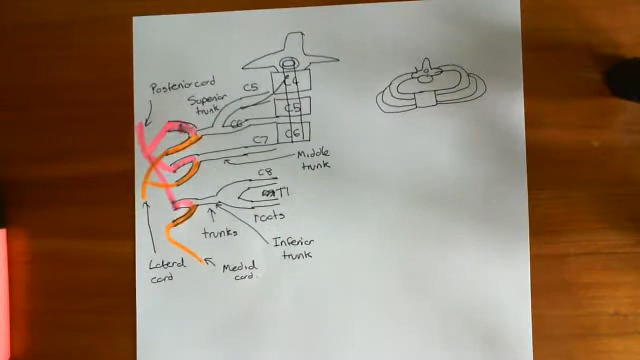 C4
Posterior cord
C5
Superior
trunk
C5
C6
C6
C7
Middle
trunk
C8
T1
roots
trunks
Inferior
trunk
Lateral
cord
Medial
cord